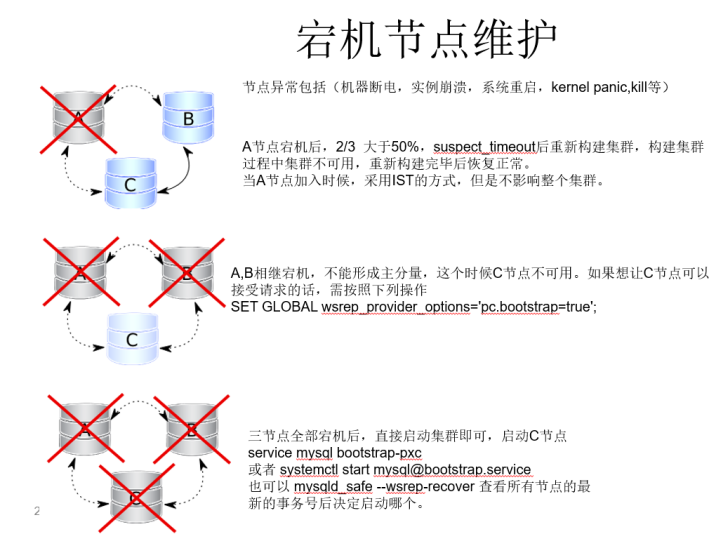 宕机节点维护
节点异常包括（机器断电，实例崩溃，系统重启，kernel panic,kill等）
A
B
C
A节点宕机后，2/3 大于50%，suspect_timeout后重新构建集群，构建集群
过程中集群不可用，重新构建完毕后恢复正常。
当A节点加入时候，采用IST的方式，但是不影响整个集群。
A
B
C
A,B相继宕机，不能形成主分量，这个时候C节点不可用。如果想让C节点可以
接受请求的话，需按照下列操作
SET GLOBAL wsrep_provider_options='pc.bootstrap=true';
A
B
C
三节点全部宕机后，直接启动集群即可，启动C节点
service mysql bootstrap-pxc
或者 systemctl start mysql@bootstrap.service
也可以 mysqld_safe --wsrep-recover 查看所有节点的最
新的事务号后决定启动哪个。
2